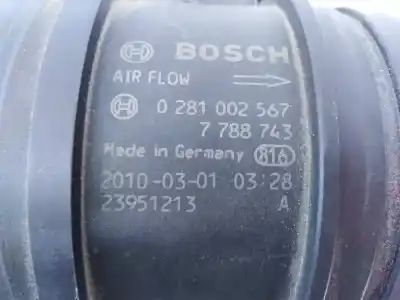 BOSCH
AIR FLOW
0 281 002 567
7 788 743
Made in Germany 816
2010-03-01 03:28
23951213 A